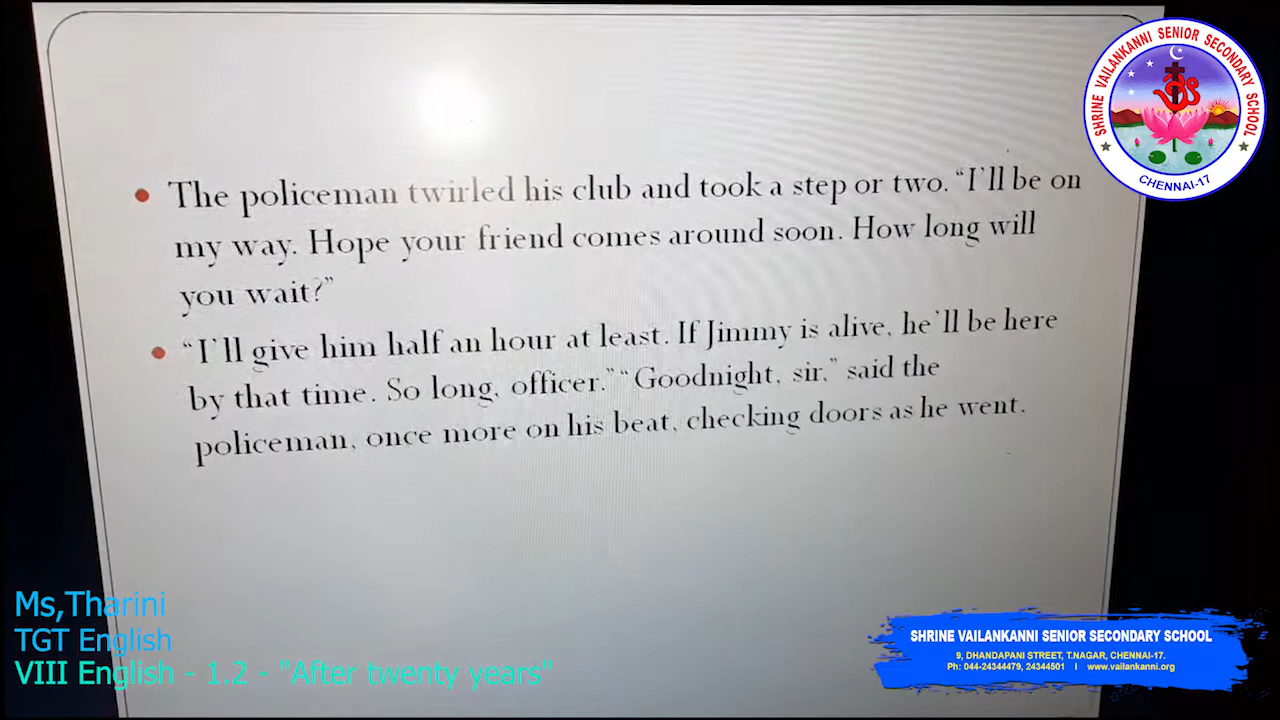 SHRINE VAILANKANNI SENIOR SECONDARY SCHOOL
CHENNAI-17
• The policeman twirled his club and took a step or two. “I’ll be on
my way. Hope your friend comes around soon. How long will
you wait?”
• “I’ll give him half an hour at least. If Jimmy is alive, he’ll be here
by that time. So long, officer.” “Goodnight, sir,” said the
policeman, once more on his beat, checking doors as he went.
Ms,Tharini
TGT English
VIII English - 1.2 - "After twenty years"
SHRINE VAILANKANNI SENIOR SECONDARY SCHOOL
9, DHANDAPANI STREET, T.NAGAR, CHENNAI-17.
Ph: 044-24344479, 24344501 I www.vailankanni.org